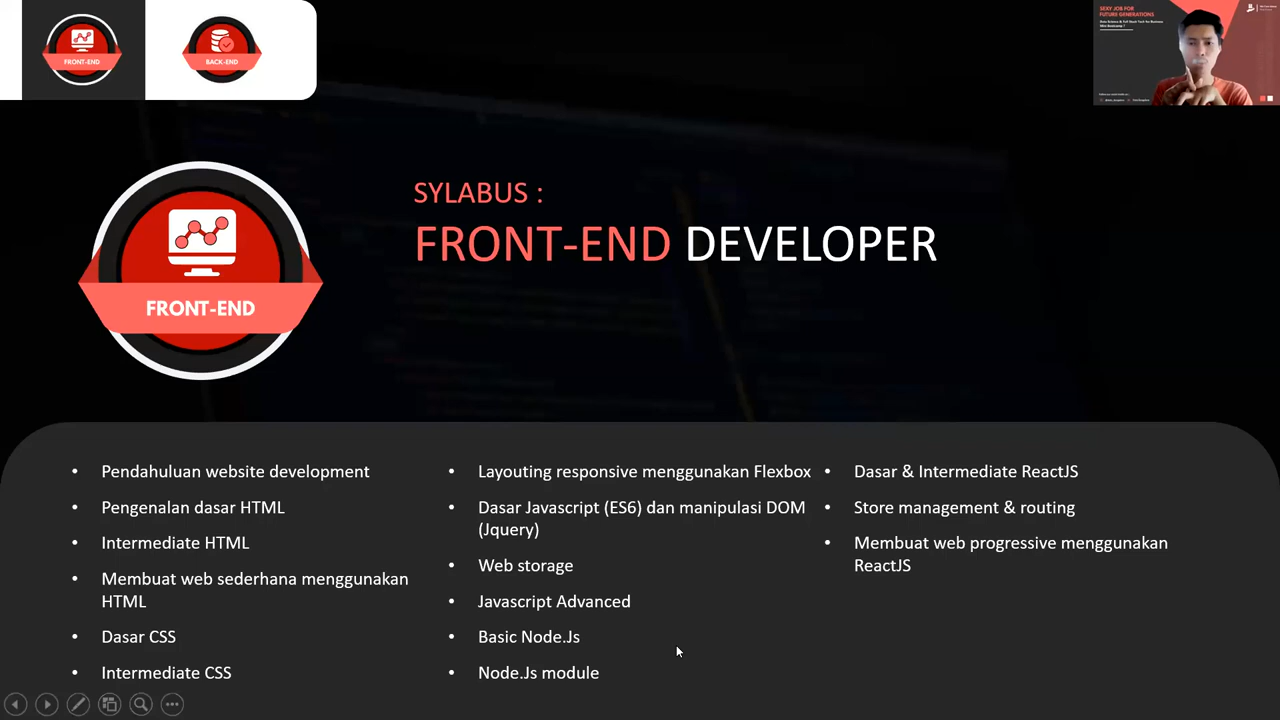 FRONT-END
BACK-END
SEXY JOB FOR
FUTURE GENERATIONS
SYLABUS :
FRONT-END DEVELOPER
FRONT-END
• Pendahuluan website development
• Pengenalan dasar HTML
• Intermediate HTML
• Membuat web sederhana menggunakan
HTML
• Dasar CSS
• Intermediate CSS
• Layouting responsive menggunakan Flexbox
• Dasar Javascript (ES6) dan manipulasi DOM
(Jquery)
• Web storage
• Javascript Advanced
• Basic Node.Js
• Node.Js module
• Dasar & Intermediate ReactJS
• Store management & routing
• Membuat web progressive menggunakan
ReactJS